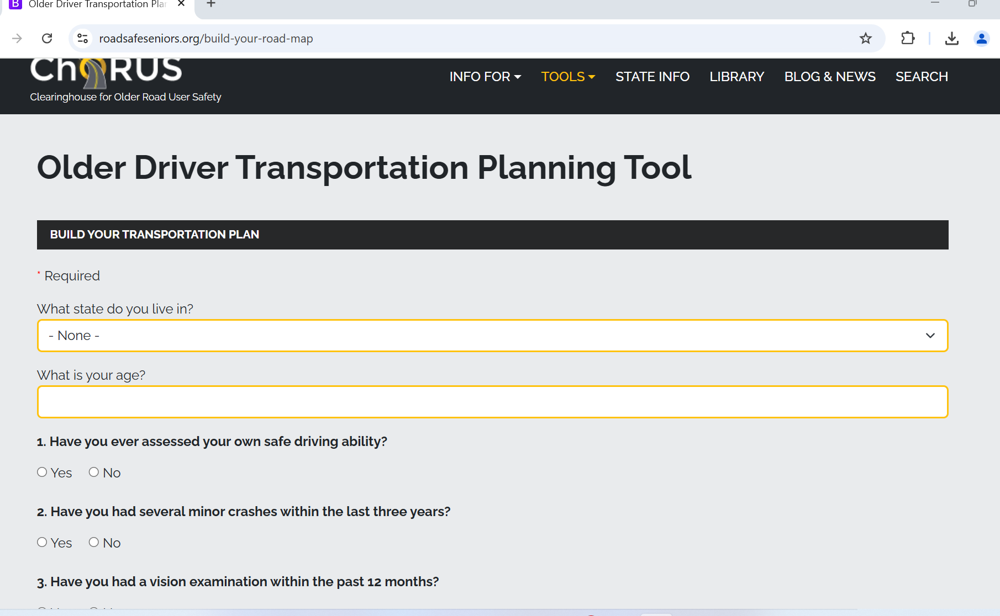 Older Driver Transportation Plan
roadsafeseniors.org/build-your-road-map
ChORUS
Clearinghouse for Older Road User Safety
INFO FOR TOOLS STATE INFO LIBRARY BLOG & NEWS SEARCH
Older Driver Transportation Planning Tool
BUILD YOUR TRANSPORTATION PLAN
* Required
What state do you live in?
- None -
What is your age?
1. Have you ever assessed your own safe driving ability?
Yes No
2. Have you had several minor crashes within the last three years?
Yes No
3. Have you had a vision examination within the past 12 months?